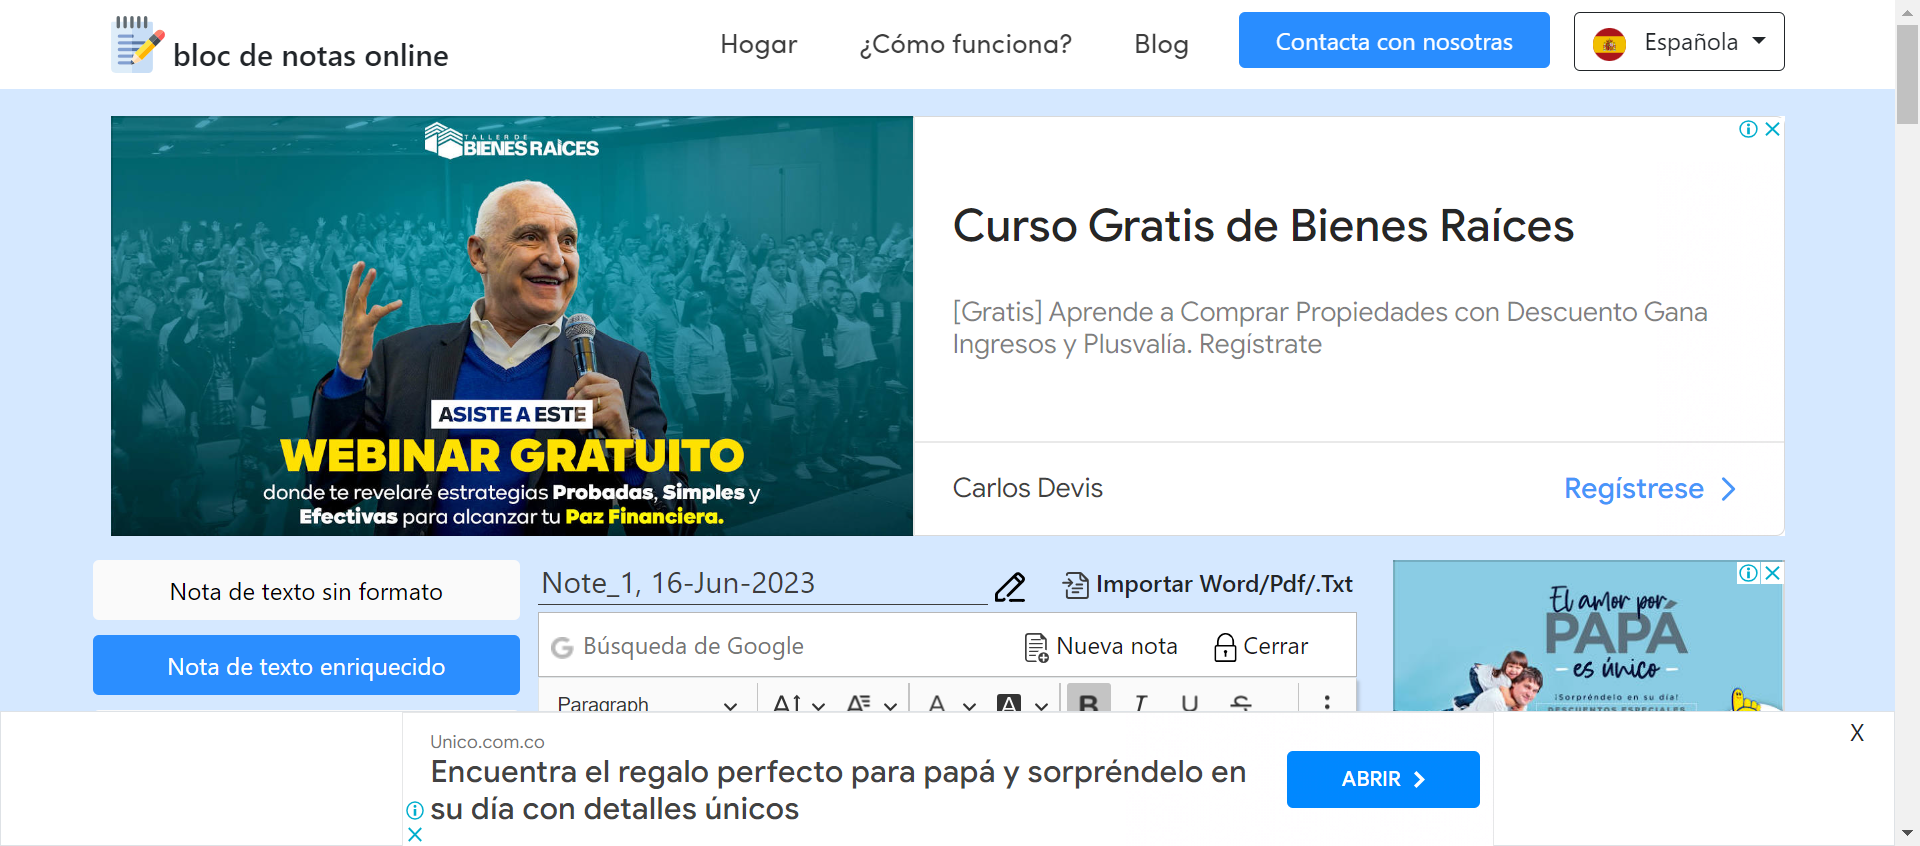 bloc de notas online
Hogar
¿Cómo funciona?
Blog
Contacta con nosotras
Española
TALLER DE
BIENES RAÍCES
ASISTE A ESTE
WEBINAR GRATUITO
donde te revelaré estrategias Probadas, Simples y
Efectivas para alcanzar tu Paz Financiera.
Curso Gratis de Bienes Raíces
[Gratis] Aprende a Comprar Propiedades con Descuento Gana
Ingresos y Plusvalía. Regístrate
Carlos Devis
Regístrese
Nota de texto sin formato
Nota de texto enriquecido
Note_1, 16-Jun-2023
Importar Word/Pdf/.Txt
G Búsqueda de Google
Nueva nota
Cerrar
Paragraph
A
A
A
A
B
I
U
S
El amor por
PAPÁ
es único
¡Sorpréndelo en su día!
DESCUENTOS ESPECIALES
X
Unico.com.co
Encuentra el regalo perfecto para papá y sorpréndelo en
su día con detalles únicos
ABRIR